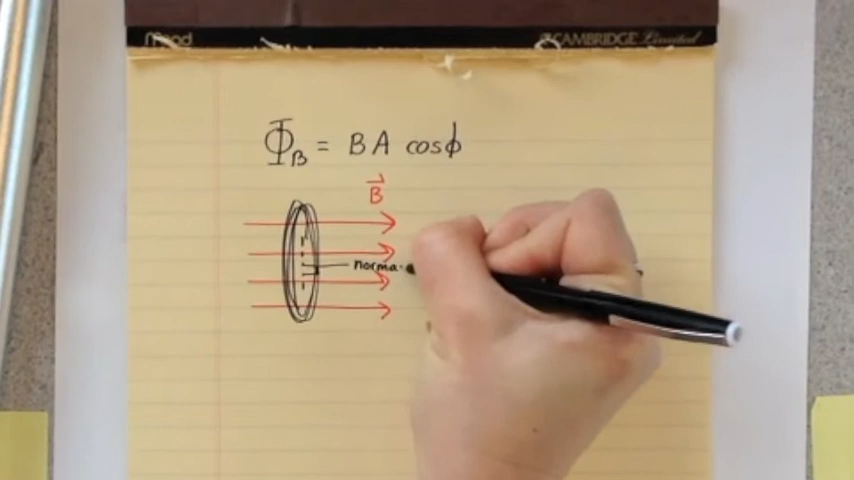 Mead CAMBRIDGE Limited
Φ_B = BA cosϕ
B⃗
norma